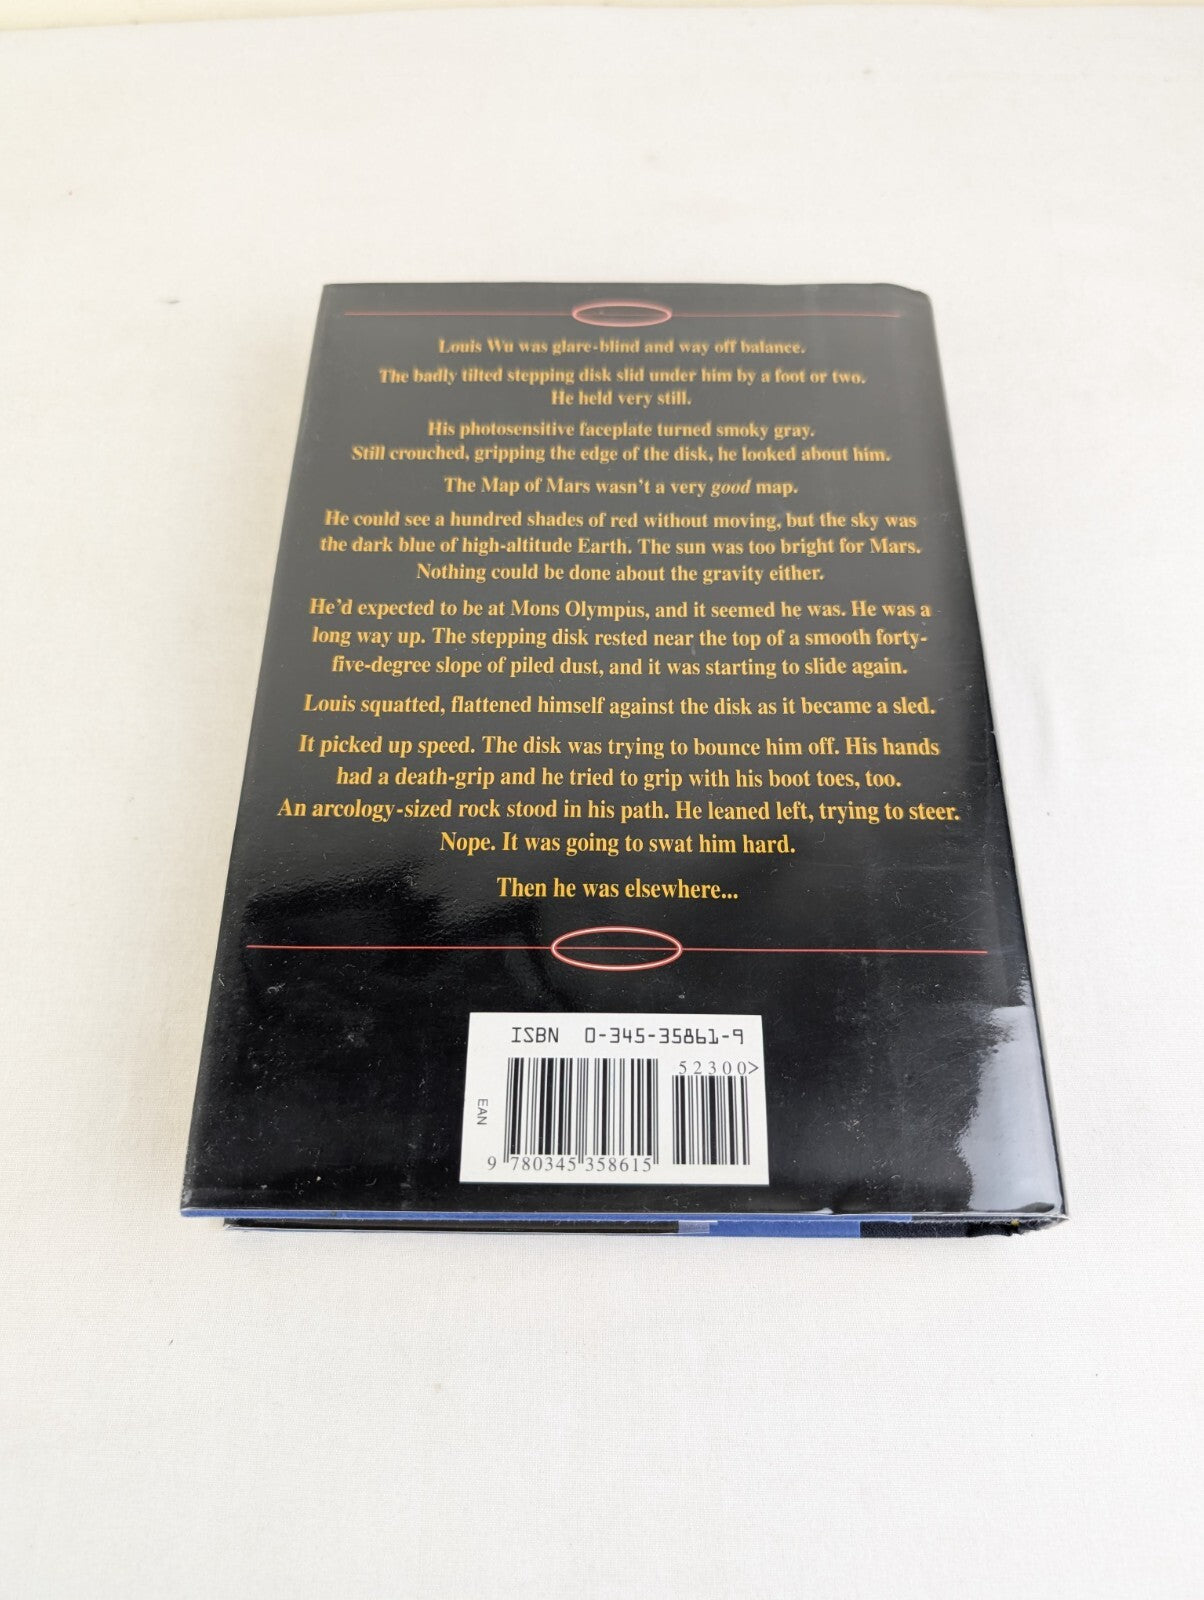 Louis Wu was glare-blind and way off balance.
The badly tilted stepping disk slid under him by a foot or two.
He held very still.
His photosensitive faceplate turned smoky gray.
Still crouched, gripping the edge of the disk, he looked about him.
The Map of Mars wasn't a very good map.
He could see a hundred shades of red without moving, but the sky was
the dark blue of high-altitude Earth. The sun was too bright for Mars.
Nothing could be done about the gravity either.
He'd expected to be at Mons Olympus, and it seemed he was. He was a
long way up. The stepping disk rested near the top of a smooth forty-
five-degree slope of piled dust, and it was starting to slide again.
Louis squatted, flattened himself against the disk as it became a sled.
It picked up speed. The disk was trying to bounce him off. His hands
had a death-grip and he tried to grip with his boot toes, too.
An arcology-sized rock stood in his path. He leaned left, trying to steer.
Nope. It was going to swat him hard.
Then he was elsewhere...
ISBN 0-345-35861-9
52300>
EAN
9 780345 358615